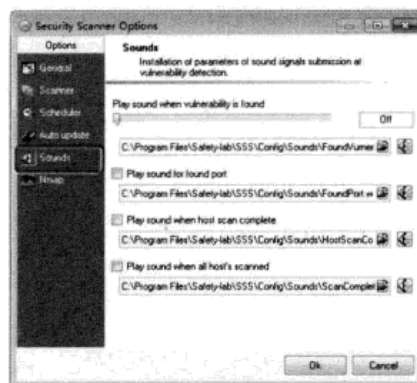 Security Scanner Options
Options
General
Scanner
Scheduler
Auto update
Sounds
Nmap
Sounds
Installation of parameters of sound signals submission at
vulnerability detection.
Play sound when vulnerability is found
Off
C:\Program Files\Safety-lab\SSS\Config\Sounds\FoundVurner
Play sound for found port
C:\Program Files\Safety-lab\SSS\Config\Sounds\FoundPort.w
Play sound when host scan complete
C:\Program Files\Safety-lab\SSS\Config\Sounds\HostScanCo
Play sound when all host's scanned
C:\Program Files\Safety-lab\SSS\Config\Sounds\ScanComplet
Ok
Cancel